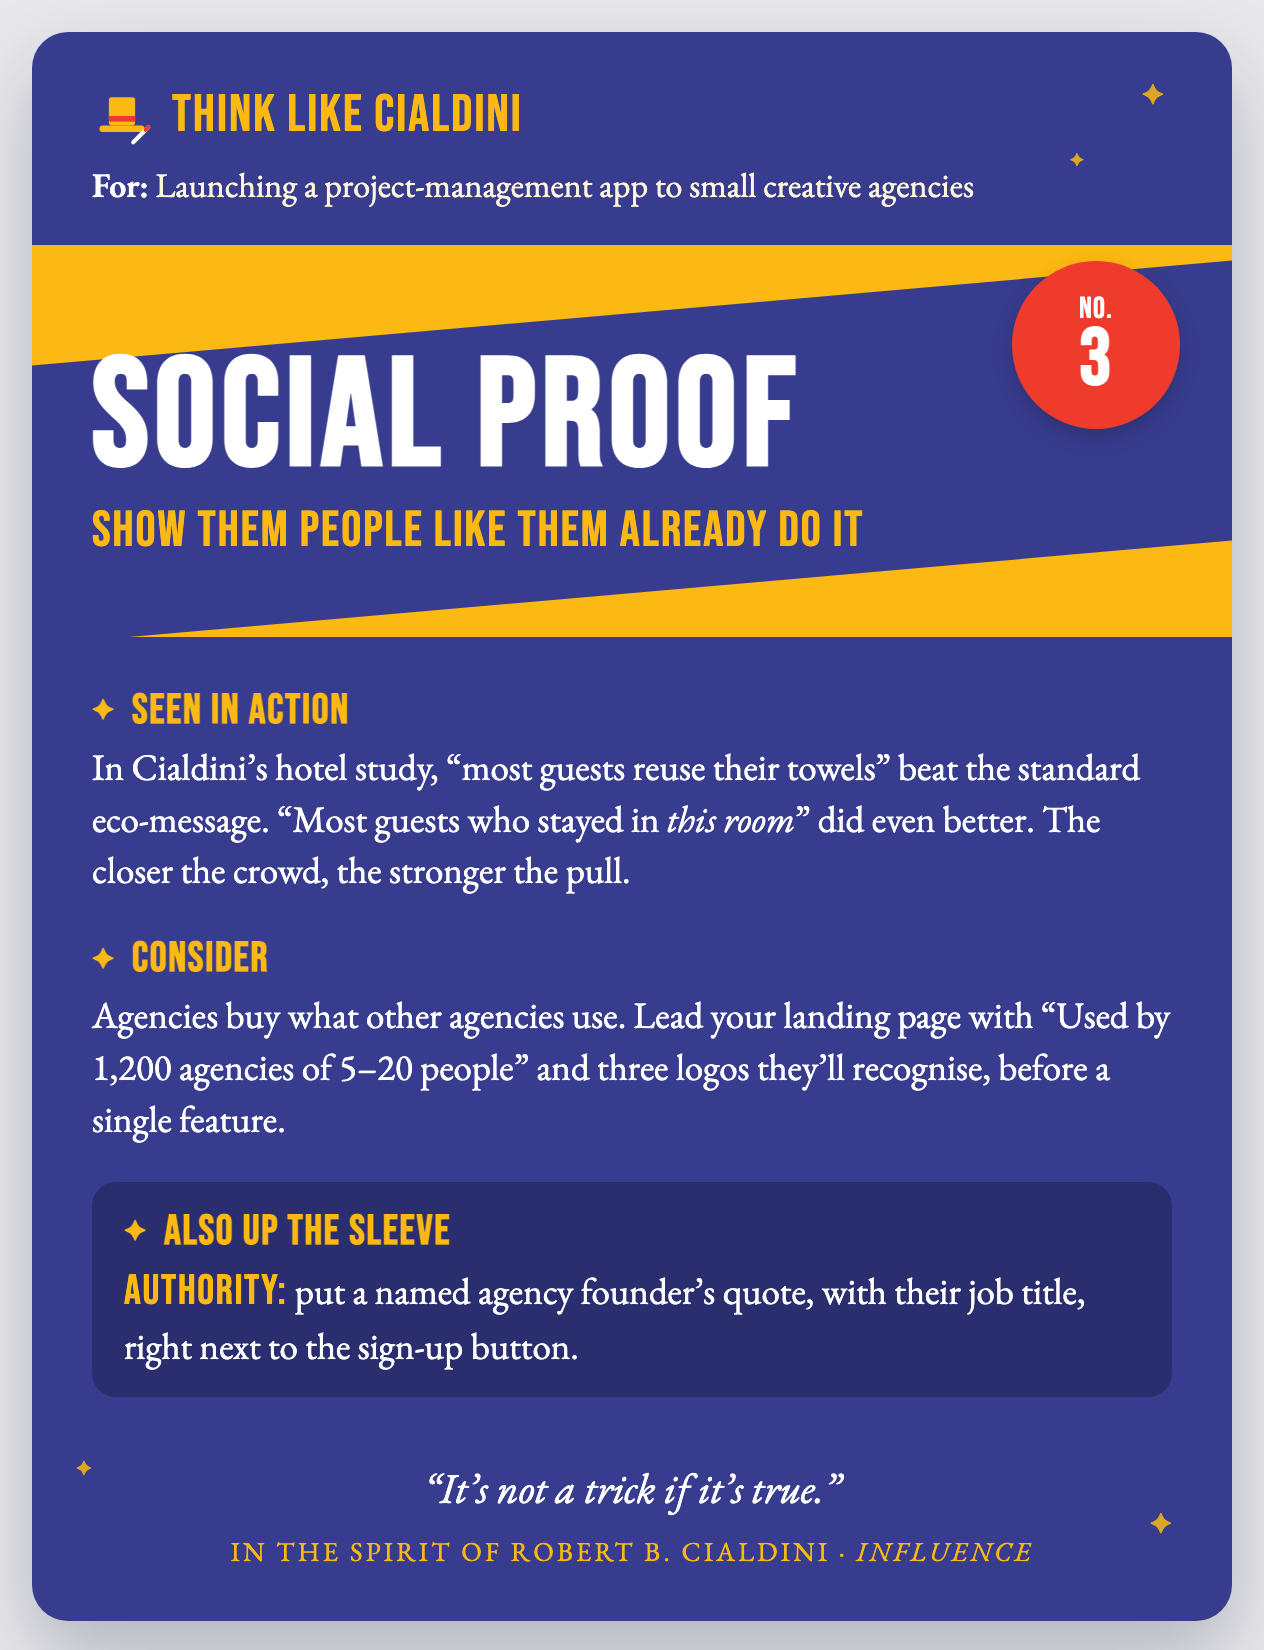 THINK LIKE CIALDINI
For: Launching a project-management app to small creative agencies
NO.
3
SOCIAL PROOF
SHOW THEM PEOPLE LIKE THEM ALREADY DO IT
SEEN IN ACTION
In Cialdini’s hotel study, “most guests reuse their towels” beat the standard
eco-message. “Most guests who stayed in this room” did even better. The
closer the crowd, the stronger the pull.
CONSIDER
Agencies buy what other agencies use. Lead your landing page with “Used by
1,200 agencies of 5–20 people” and three logos they’ll recognise, before a
single feature.
ALSO UP THE SLEEVE
AUTHORITY: put a named agency founder’s quote, with their job title,
right next to the sign-up button.
“It’s not a trick if it’s true.”
IN THE SPIRIT OF ROBERT B. CIALDINI · INFLUENCE